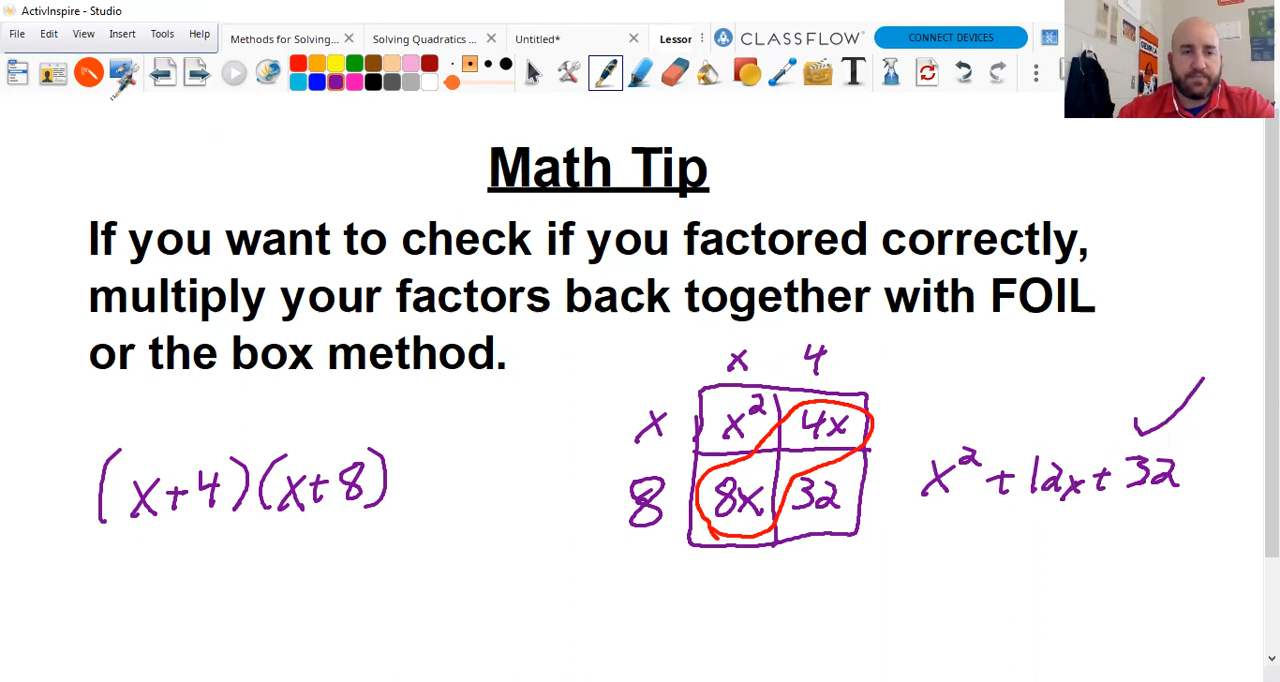 ActivInspire - Studio
File Edit View Insert Tools Help
Methods for Solving... Solving Quadratics ... Untitled* Lesson
CLASSFLOW CONNECT DEVICES
Math Tip
If you want to check if you factored correctly,
multiply your factors back together with FOIL
or the box method.
x 4
x x² 4x
8 8x 32
(x+4)(x+8)
x² + 12x + 32